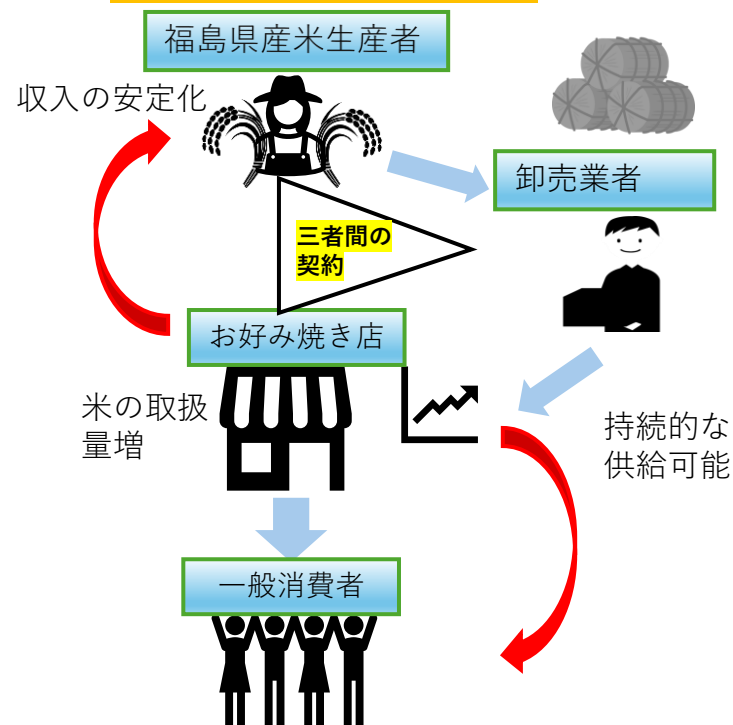 福島県産米生産者
収入の安定化
卸売業者
三者間の
契約
お好み焼き店
米の取扱
量増
持続的な
供給可能
一般消費者